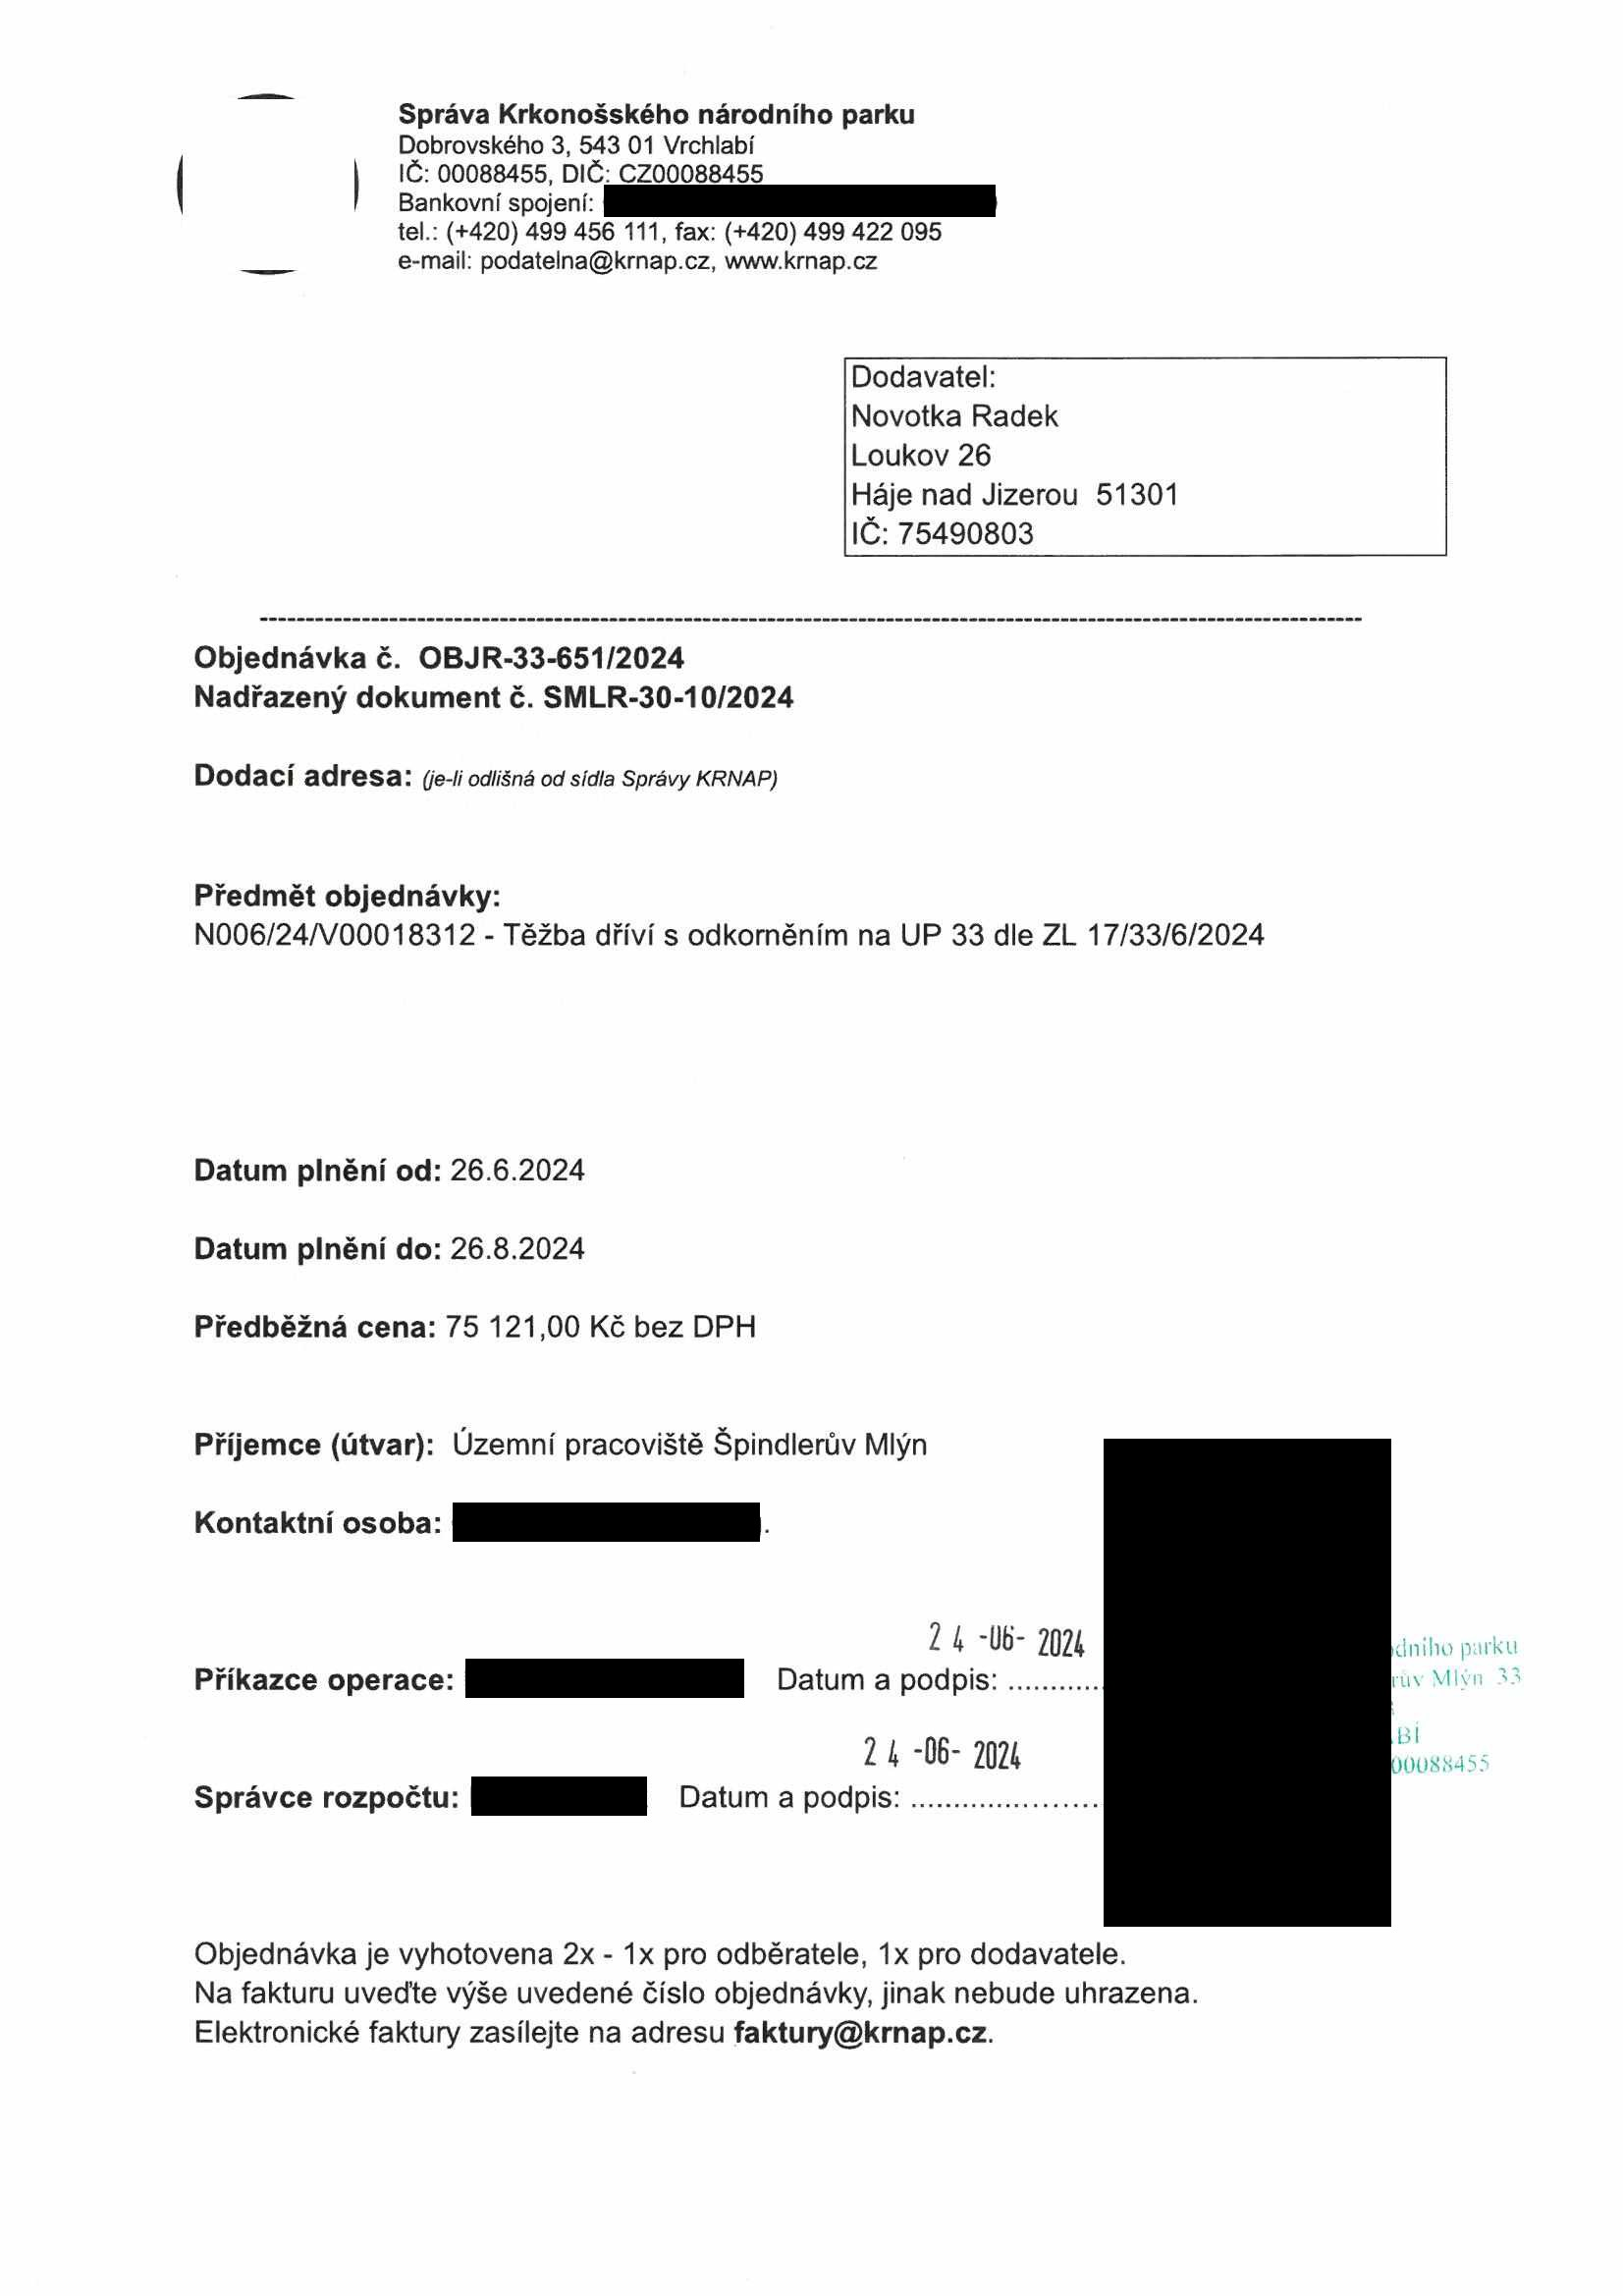 Správa Krkonošského národního parku
Dobrovského 3, 543 01 Vrchlabí
IČ: 00088455, DIČ: CZ00088455
Bankovní spojení:
tel.: (+420) 499 456 111, fax: (+420) 499 422 095
e-mail: podatelna@krnap.cz, www.krnap.cz
Dodavatel:
Novotka Radek
Loukov 26
Háje nad Jizerou 51301
IČ: 75490803
Objednávka č. OBJR-33-651/2024
Nadřazený dokument č. SMLR-30-10/2024
Dodací adresa: (je-li odlišná od sídla Správy KRNAP)
Předmět objednávky:
N006/24/V00018312 - Těžba dříví s odkorněním na UP 33 dle ZL 17/33/6/2024
Datum plnění od: 26.6.2024
Datum plnění do: 26.8.2024
Předběžná cena: 75 121,00 Kč bez DPH
Příjemce (útvar): Územní pracoviště Špindlerův Mlýn
Kontaktní osoba: .
24 -06- 2024
Příkazce operace: Datum a podpis: ...........
parku
Mlýn 33
24 -06- 2024
00088455
Správce rozpočtu: Datum a podpis: ......................
Objednávka je vyhotovena 2x - 1x pro odběratele, 1x pro dodavatele.
Na fakturu uveďte výše uvedené číslo objednávky, jinak nebude uhrazena.
Elektronické faktury zasílejte na adresu faktury@krnap.cz.